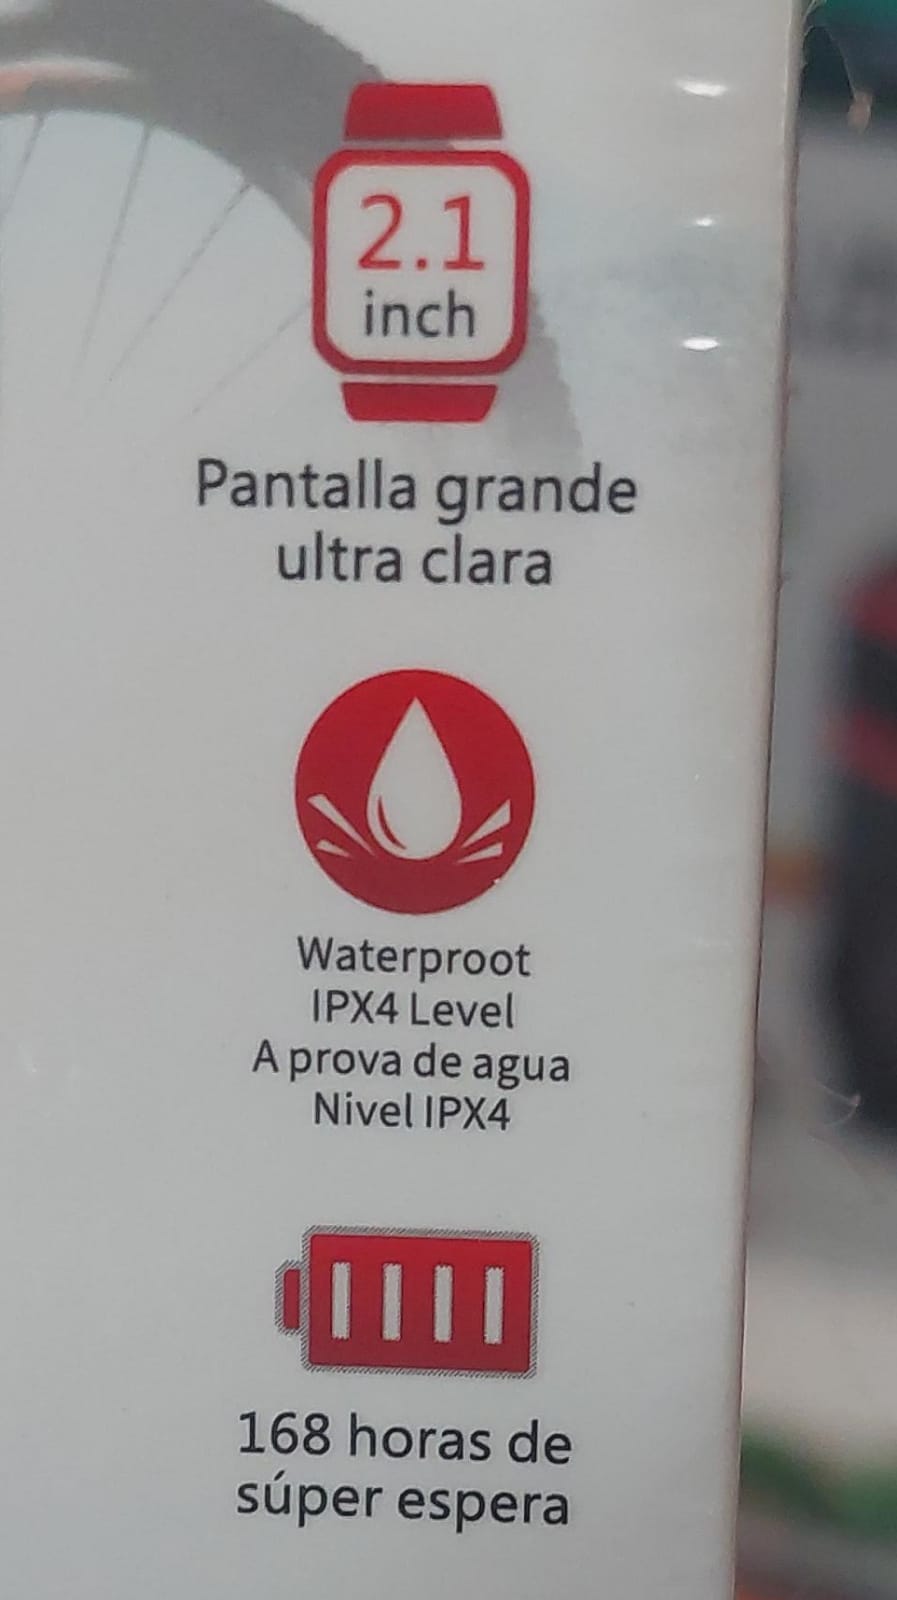 2.1
inch
Pantalla grande
ultra clara
Waterproot
IPX4 Level
A prova de agua
Nivel IPX4
168 horas de
súper espera